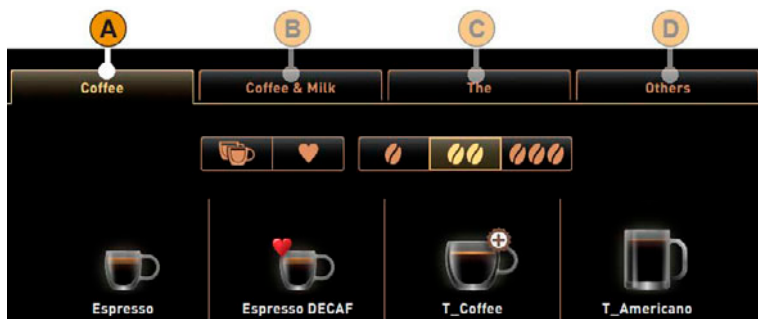 A B C D
Coffee Coffee & Milk The Others
Espresso Espresso DECAF T_Coffee T_Americano